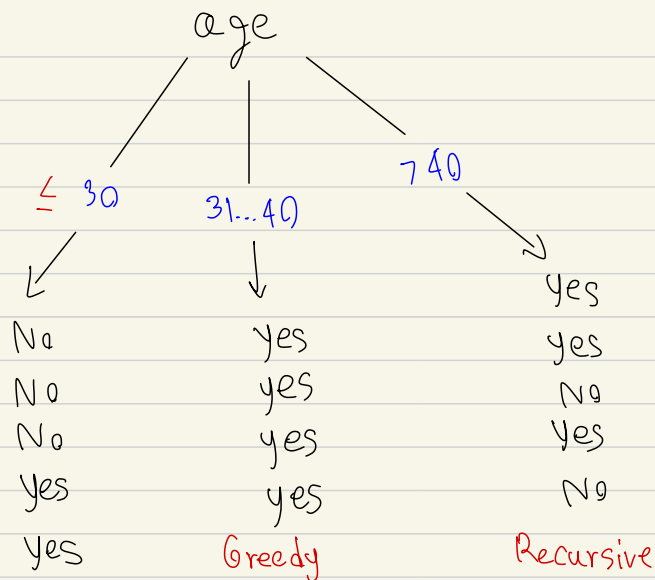 age
≤ 30
31...40
>40
yes
No yes yes
No yes No
No yes yes
yes yes No
yes Greedy Recursive